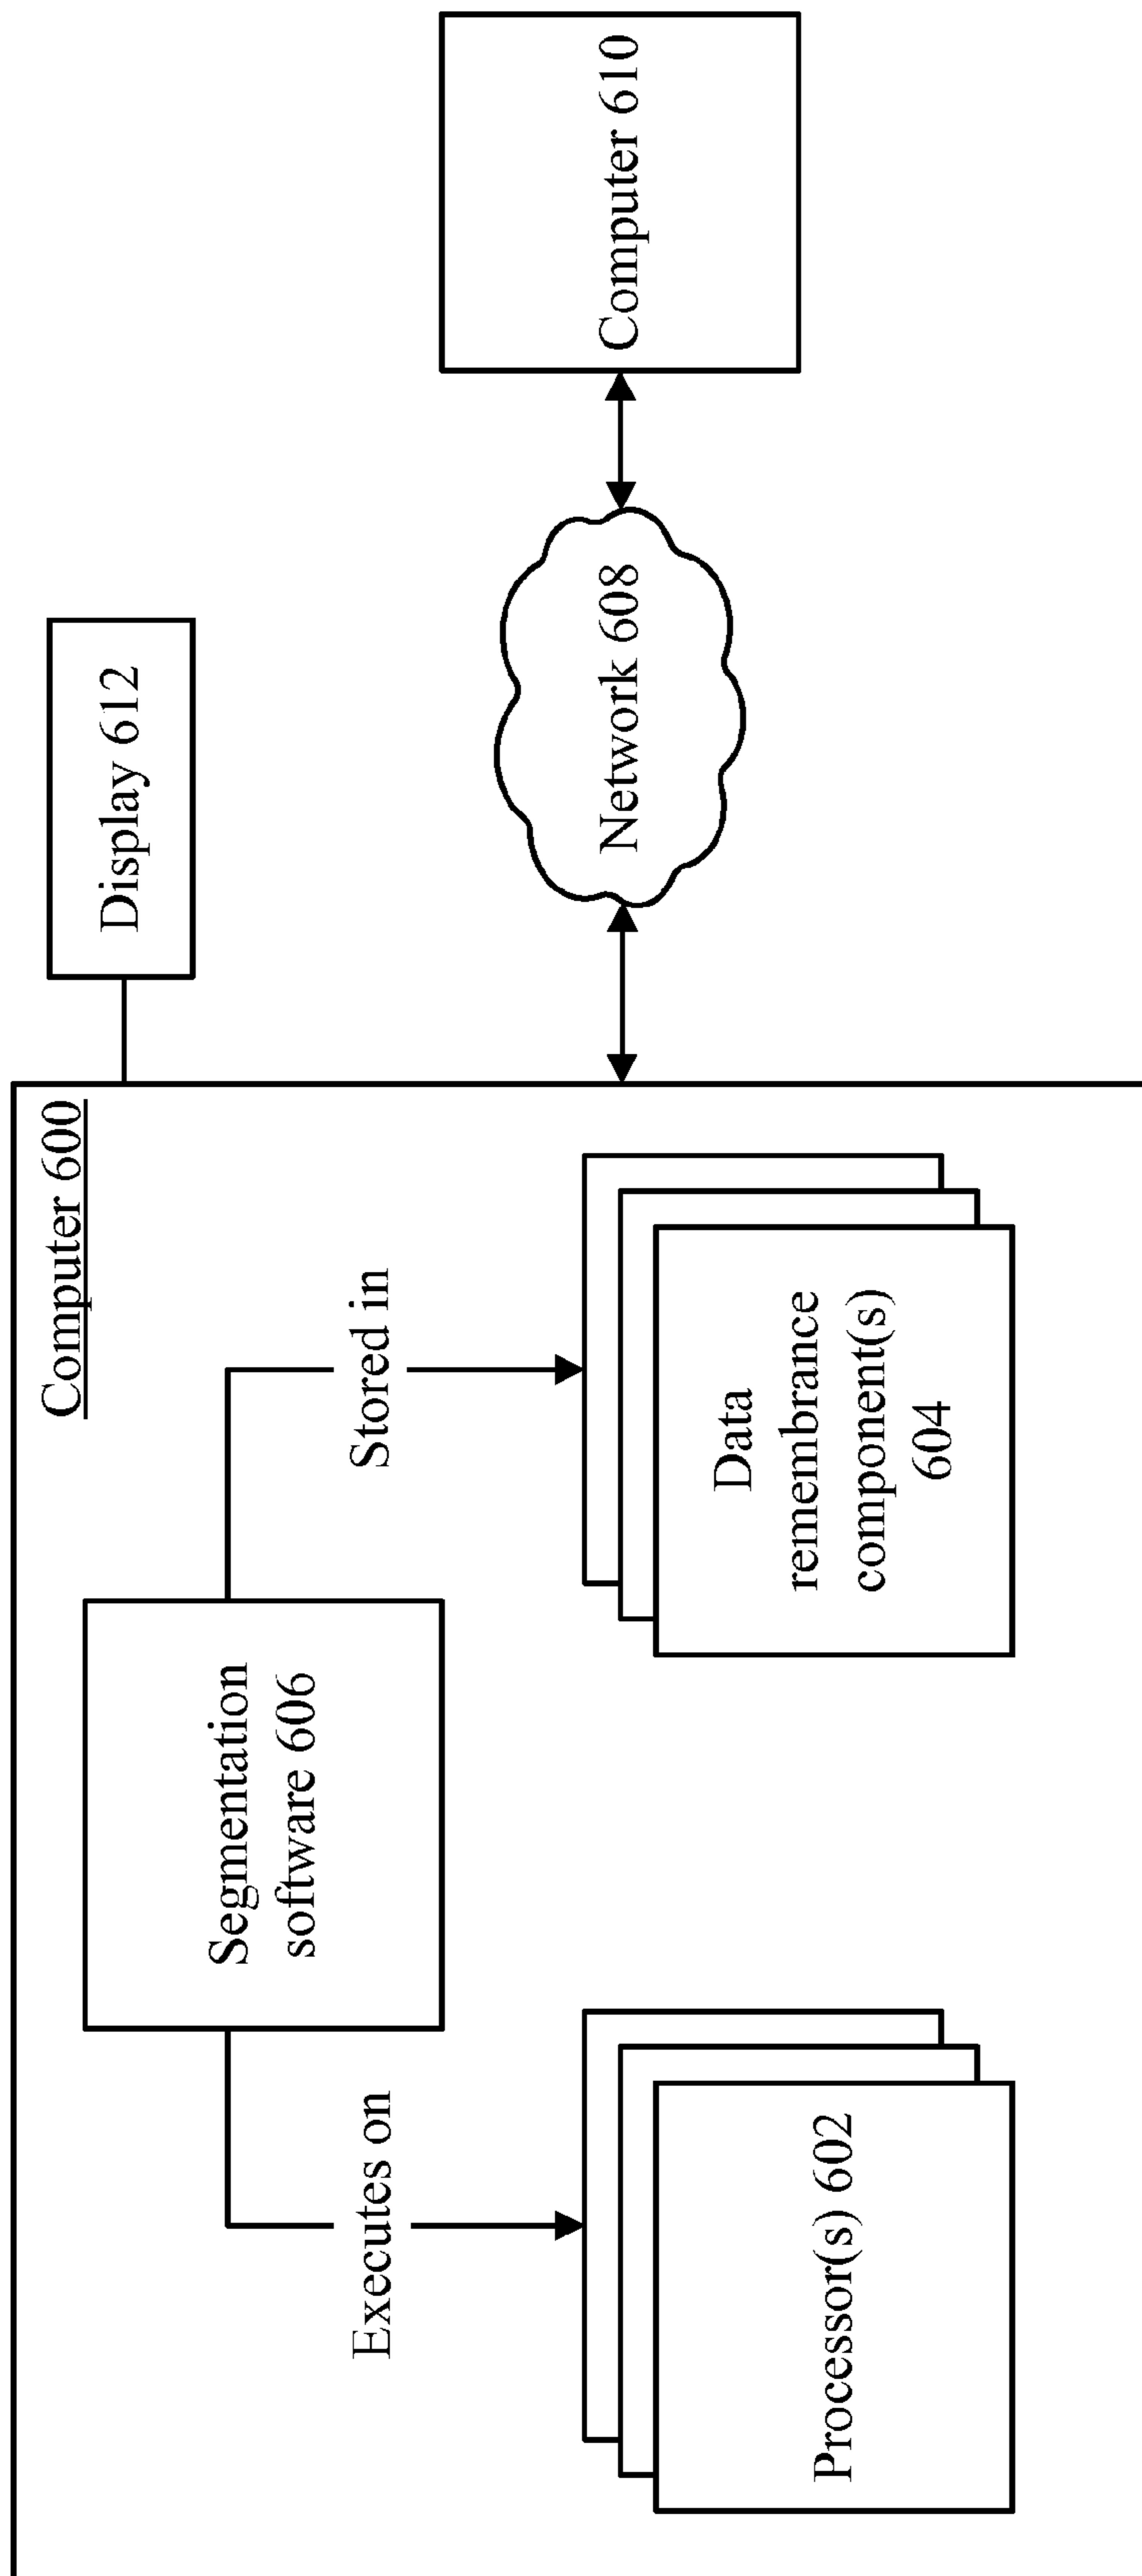 Computer 600
Segmentation
software 606
Executes on
Stored in
Processor(s) 602
Data
remembrance
component(s)
604
Display 612
Network 608
Computer 610